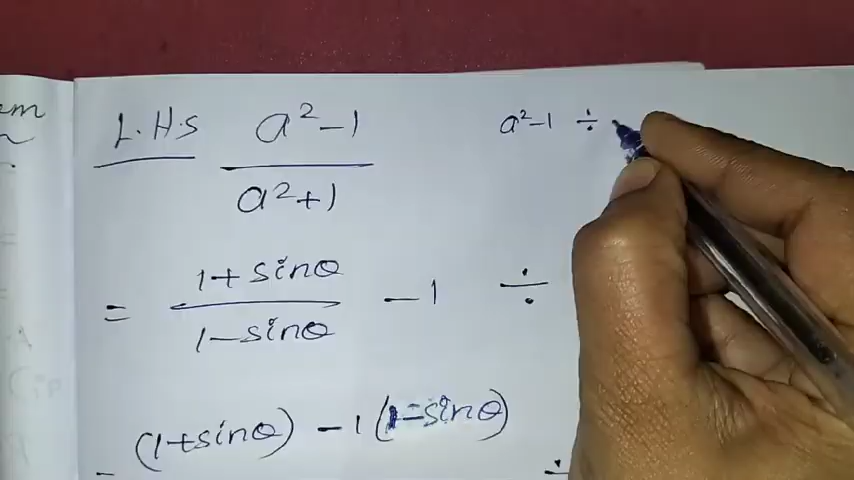 L.H.S a²-1 / a²+1 a²-1 ÷
= 1+sinθ / 1-sinθ -1 ÷
= (1+sinθ) -1(1-sinθ) ÷